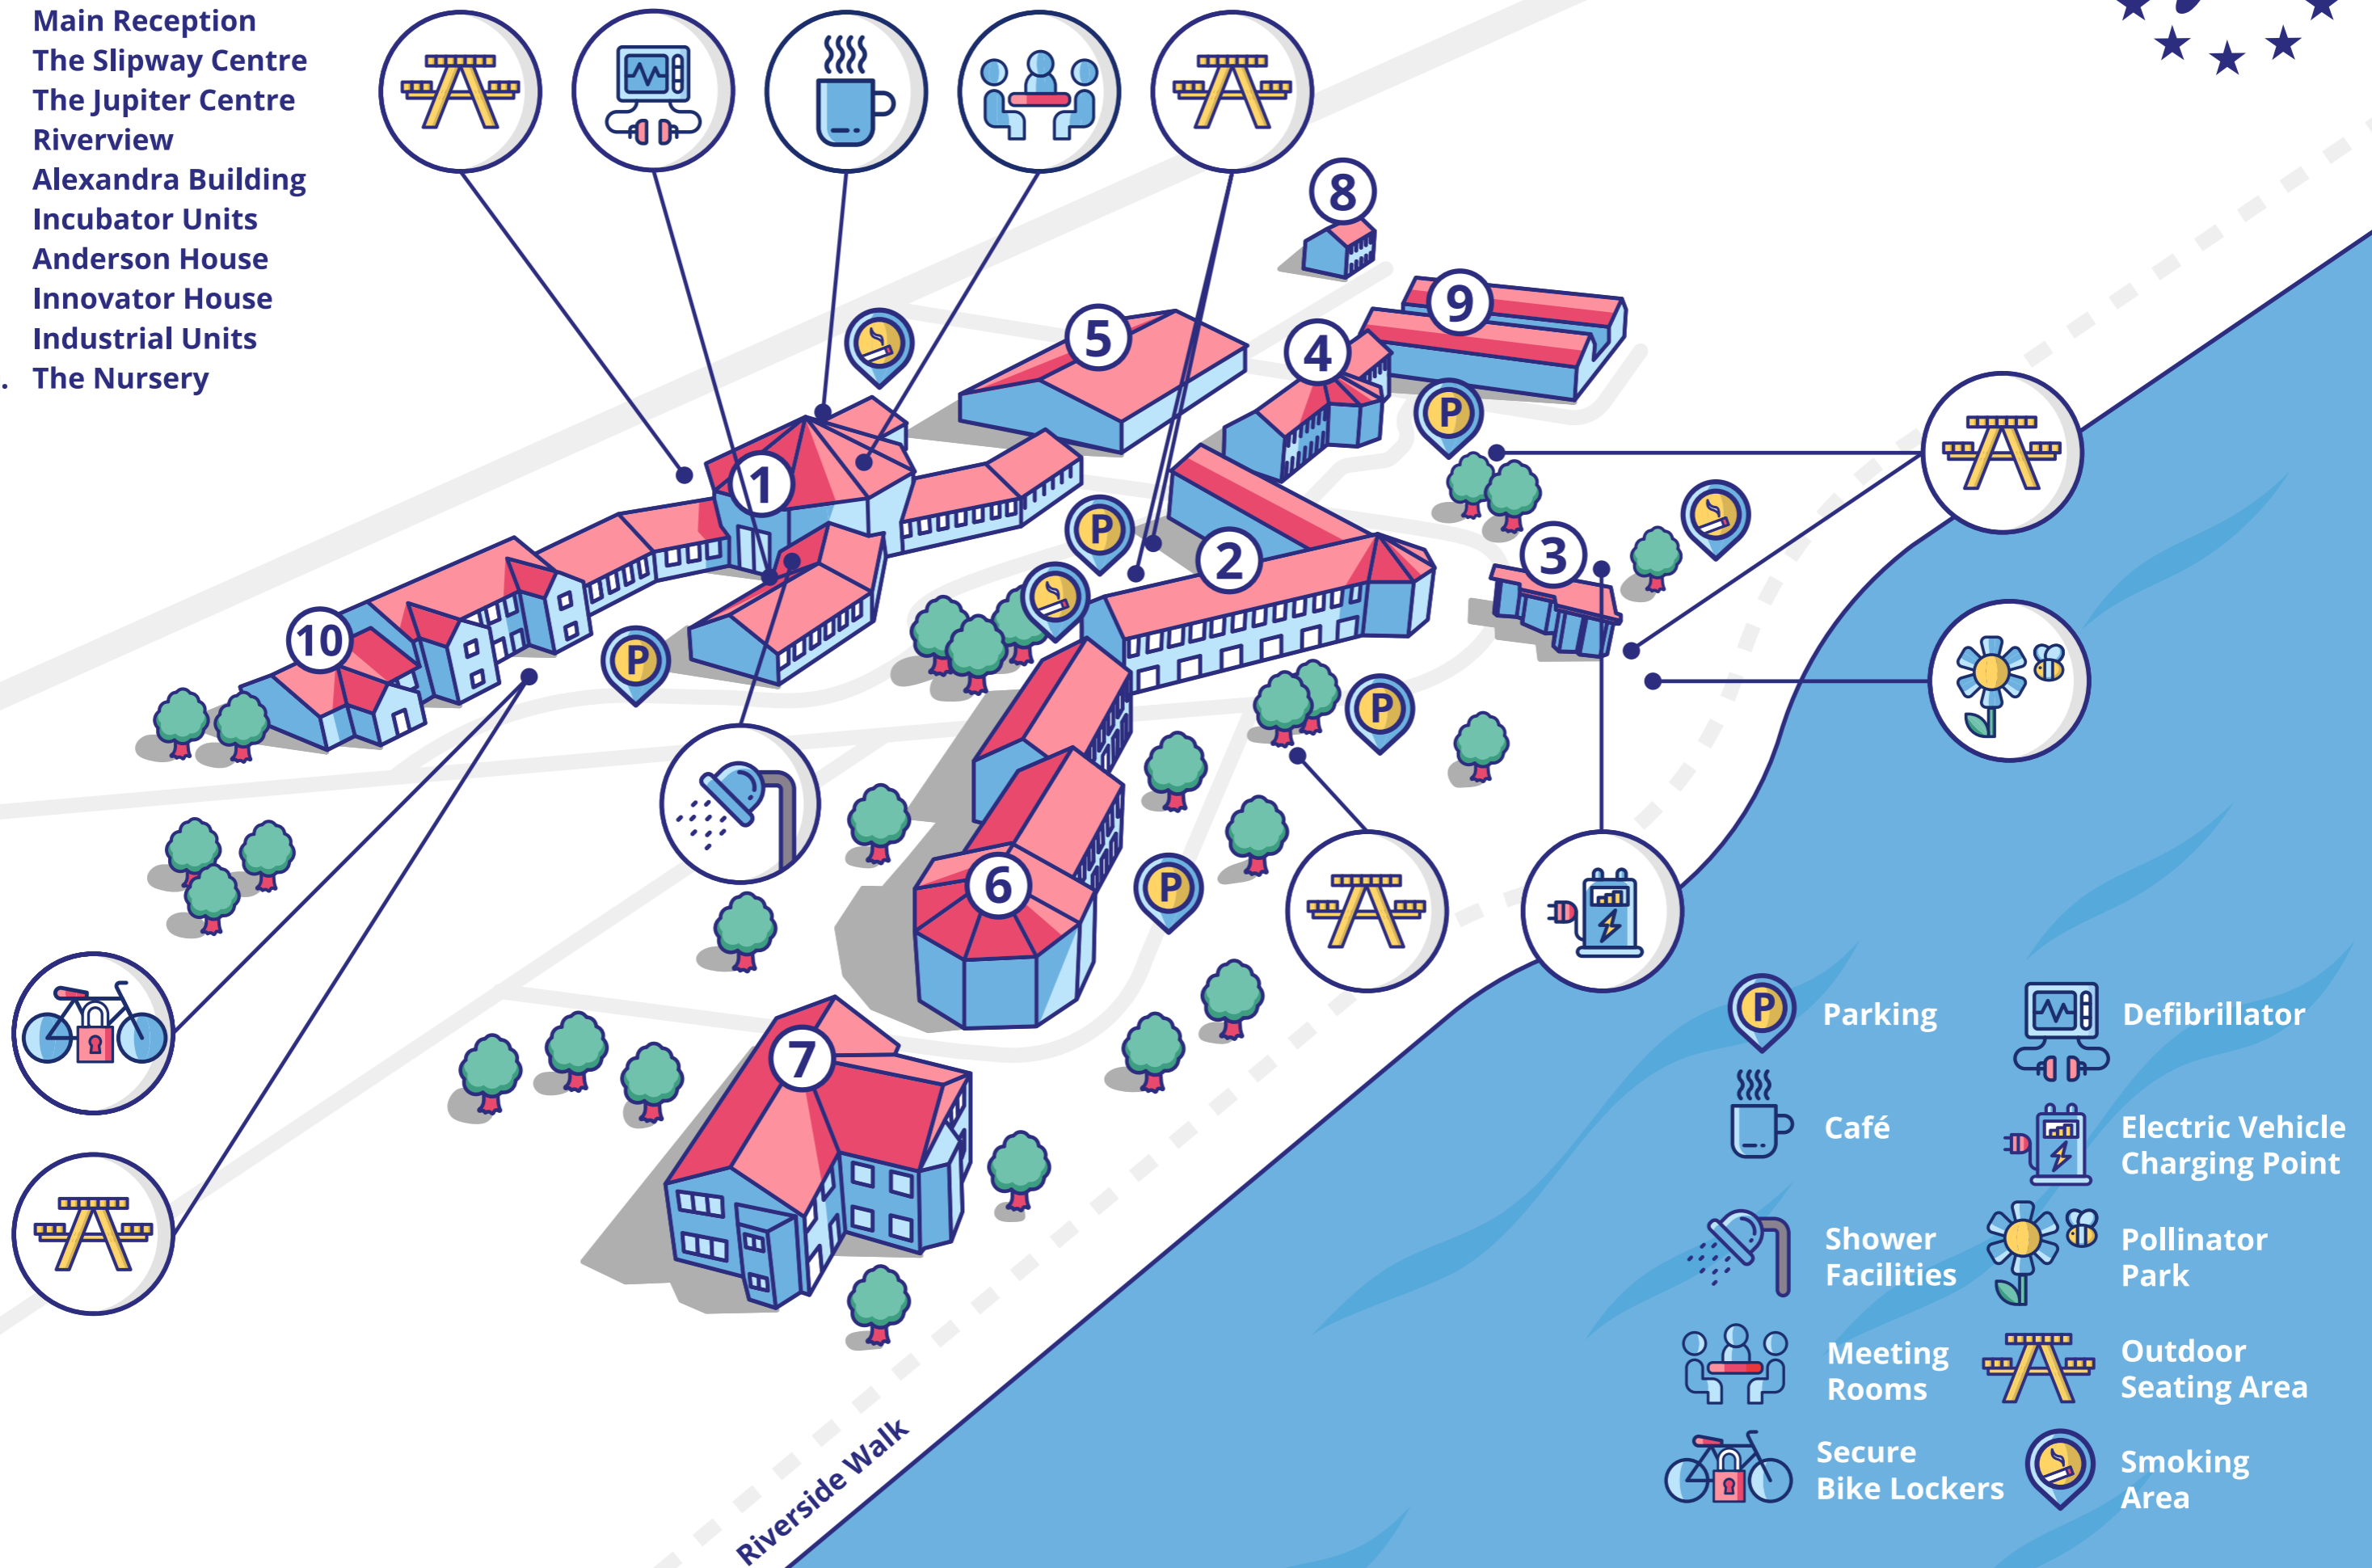 Main Reception
The Slipway Centre
The Jupiter Centre
Riverview
Alexandra Building
Incubator Units
Anderson House
Innovator House
Industrial Units
. The Nursery
8
9
5
4
P
1
P
2
3
10
P
P
6
P
7
Riverside Walk
P
Parking
Defibrillator
Café
Electric Vehicle
Charging Point
Shower
Facilities
Pollinator
Park
Meeting
Rooms
Outdoor
Seating Area
Secure
Bike Lockers
Smoking
Area